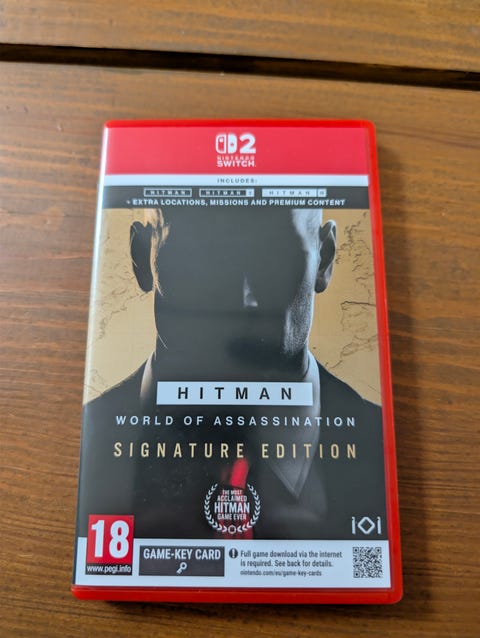 2
NINTENDO
SWITCH
INCLUDES:
HITMAN HITMAN 2 HITMAN III
+ EXTRA LOCATIONS, MISSIONS AND PREMIUM CONTENT
HITMAN
WORLD OF ASSASSINATION
SIGNATURE EDITION
THE MOST
ACCLAIMED
HITMAN
GAME EVER
IOI
18
www.pegi.info
GAME-KEY CARD
Full game download via the internet
is required. See back for details.
nintendo.com/eu/game-key-cards